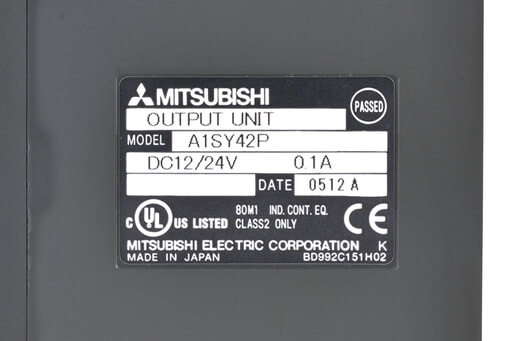 MITSUBISHI
PASSED
OUTPUT UNIT
MODEL A1SY42P
DC12/24V 0.1A
DATE 0512 A
C UL US LISTED 80M1 IND. CONT. EQ. CLASS2 ONLY CE
MITSUBISHI ELECTRIC CORPORATION K
MADE IN JAPAN BD992C151H02